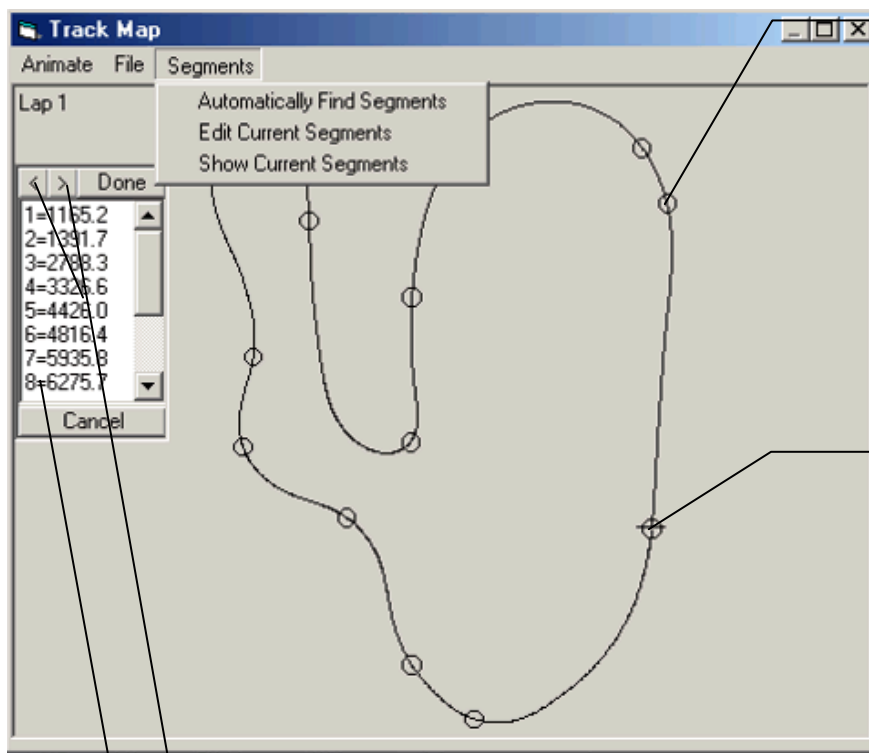 Track Map
Animate File Segments
Automatically Find Segments
Edit Current Segments
Show Current Segments
Lap 1
< > Done
1=1165.2
2=1391.7
3=2788.3
4=3326.6
5=4426.0
6=4816.4
7=5935.8
8=6275.7
Cancel